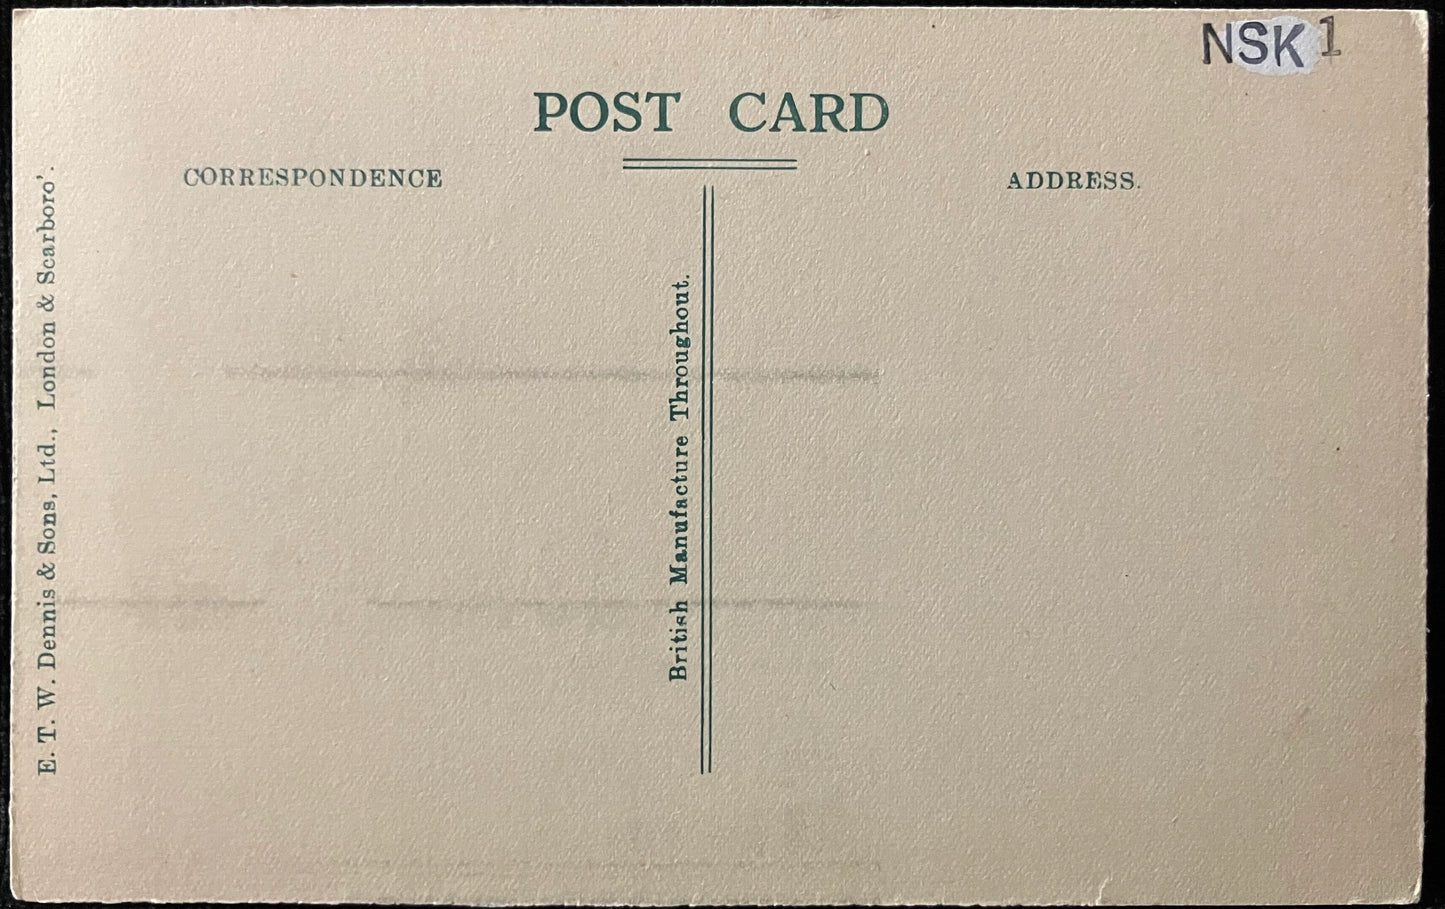 NSK 1
POST CARD
CORRESPONDENCE
ADDRESS.
E. T. W. Dennis & Sons, Ltd., London & Scarboro'.
British Manufacture Throughout.